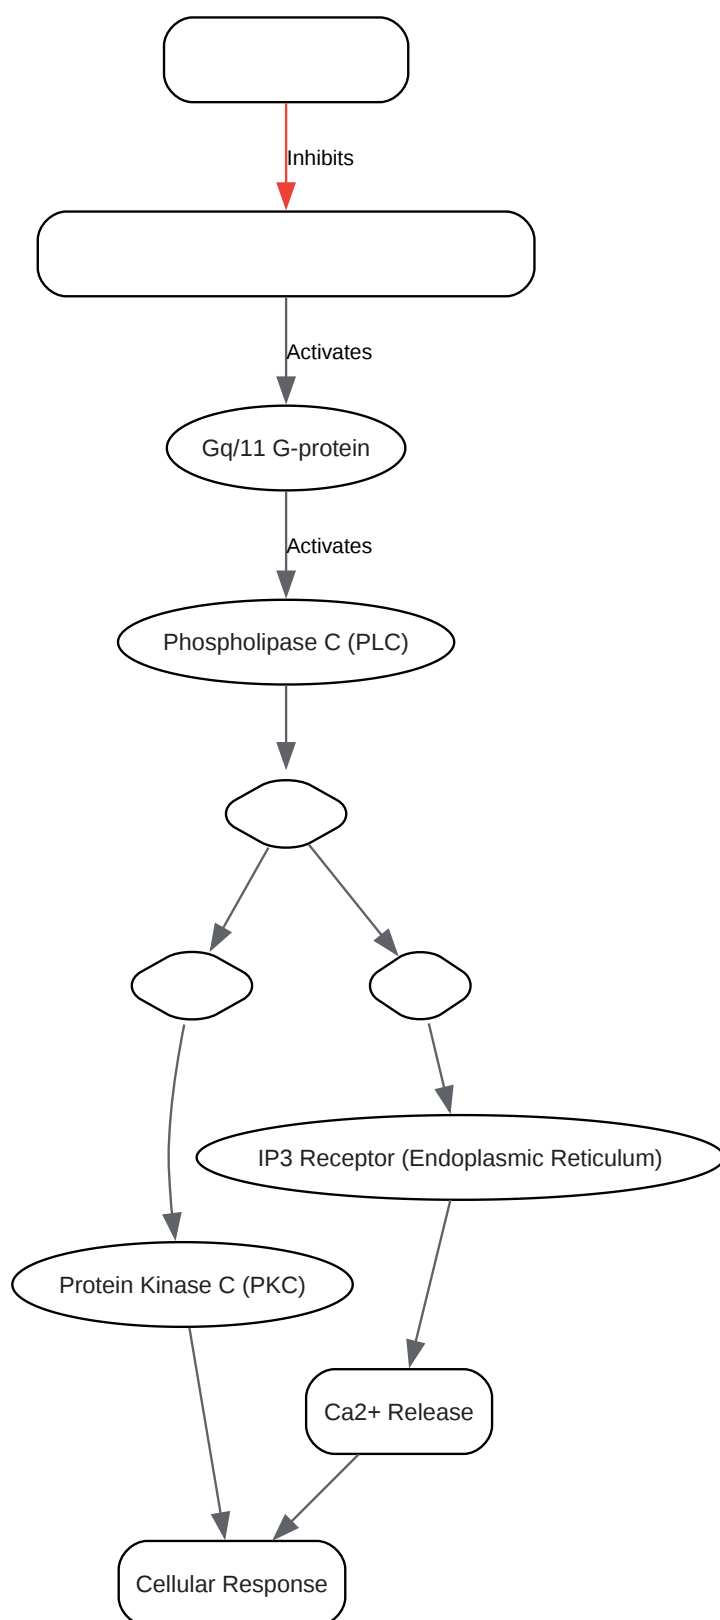 Inhibits
Activates
Gq/11 G-protein
Activates
Phospholipase C (PLC)
IP3 Receptor (Endoplasmic Reticulum)
Protein Kinase C (PKC)
Ca2+ Release
Cellular Response